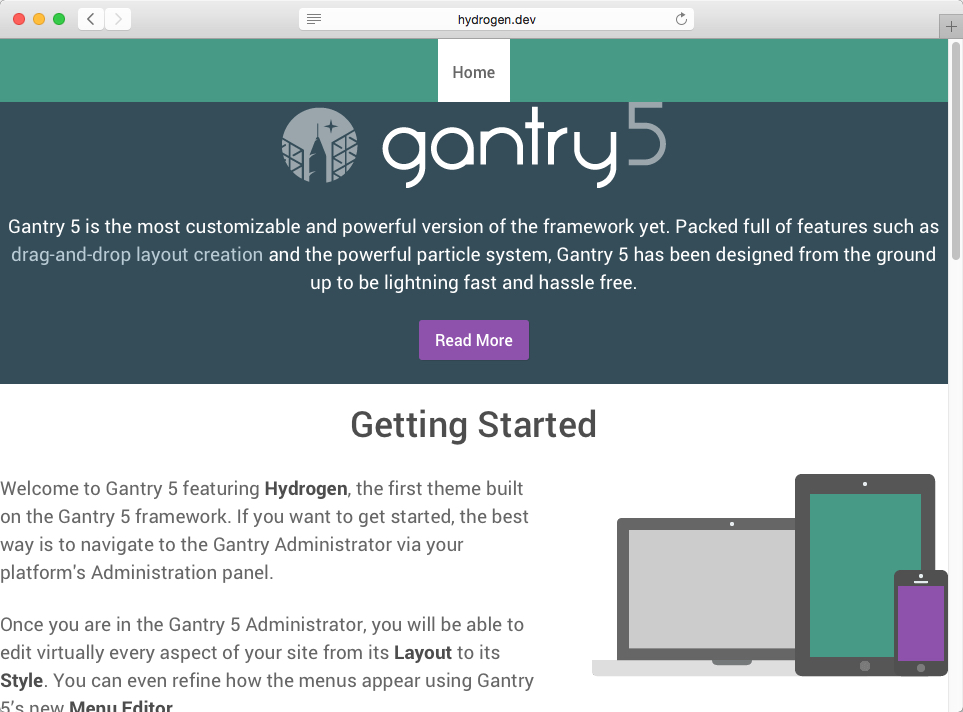 hydrogen.dev
Home
gantry5
Gantry 5 is the most customizable and powerful version of the framework yet. Packed full of features such as
drag-and-drop layout creation and the powerful particle system, Gantry 5 has been designed from the ground
up to be lightning fast and hassle free.
Read More
Getting Started
Welcome to Gantry 5 featuring Hydrogen, the first theme built
on the Gantry 5 framework. If you want to get started, the best
way is to navigate to the Gantry Administrator via your
platform's Administration panel.
Once you are in the Gantry 5 Administrator, you will be able to
edit virtually every aspect of your site from its Layout to its
Style. You can even refine how the menus appear using Gantry
5's new Menu Editor.